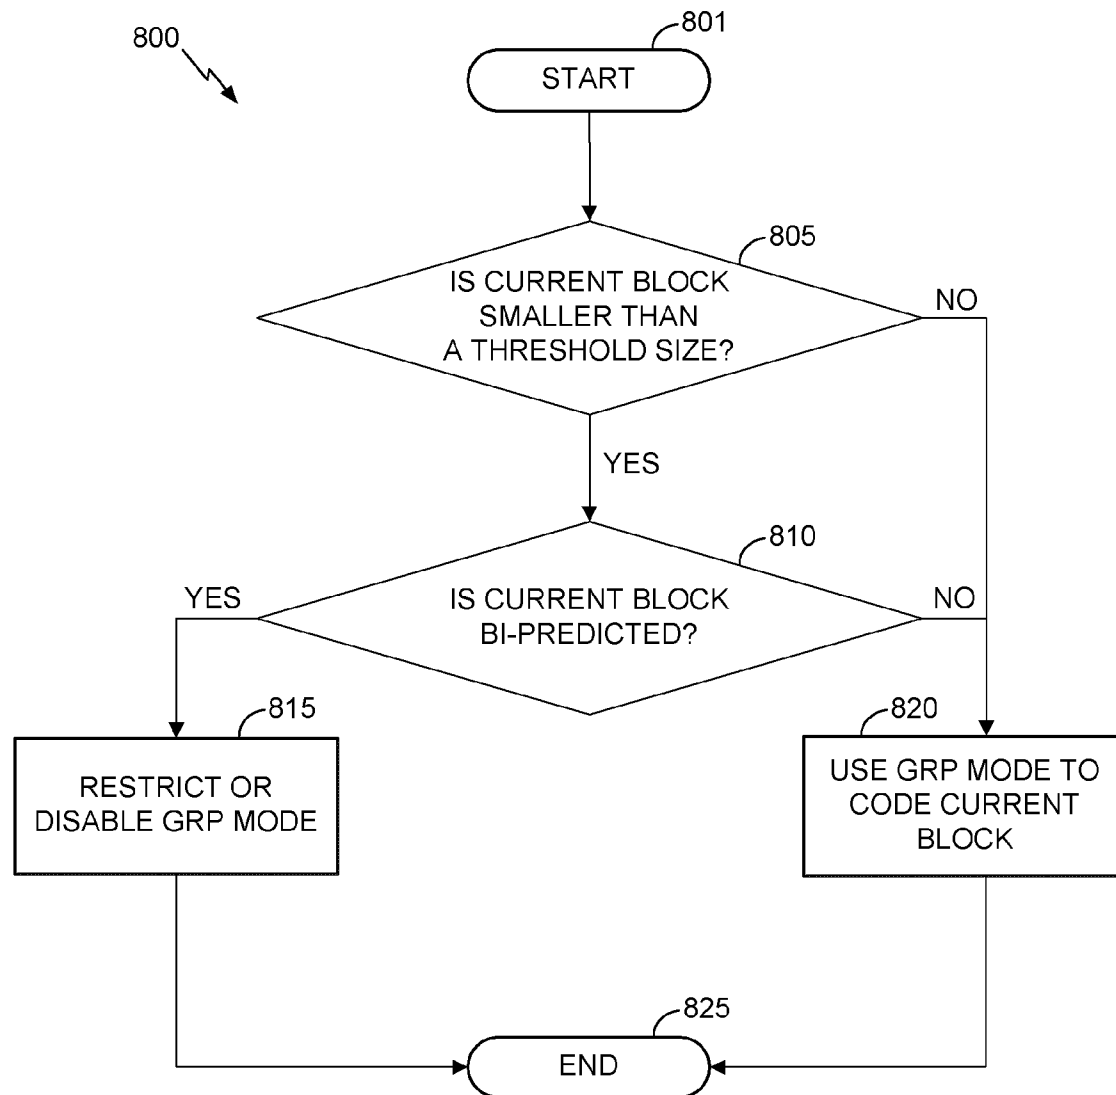 800
801
START
805
IS CURRENT BLOCK
SMALLER THAN
A THRESHOLD SIZE?
NO
YES
810
IS CURRENT BLOCK
BI-PREDICTED?
YES
NO
815
RESTRICT OR
DISABLE GRP MODE
820
USE GRP MODE TO
CODE CURRENT
BLOCK
825
END